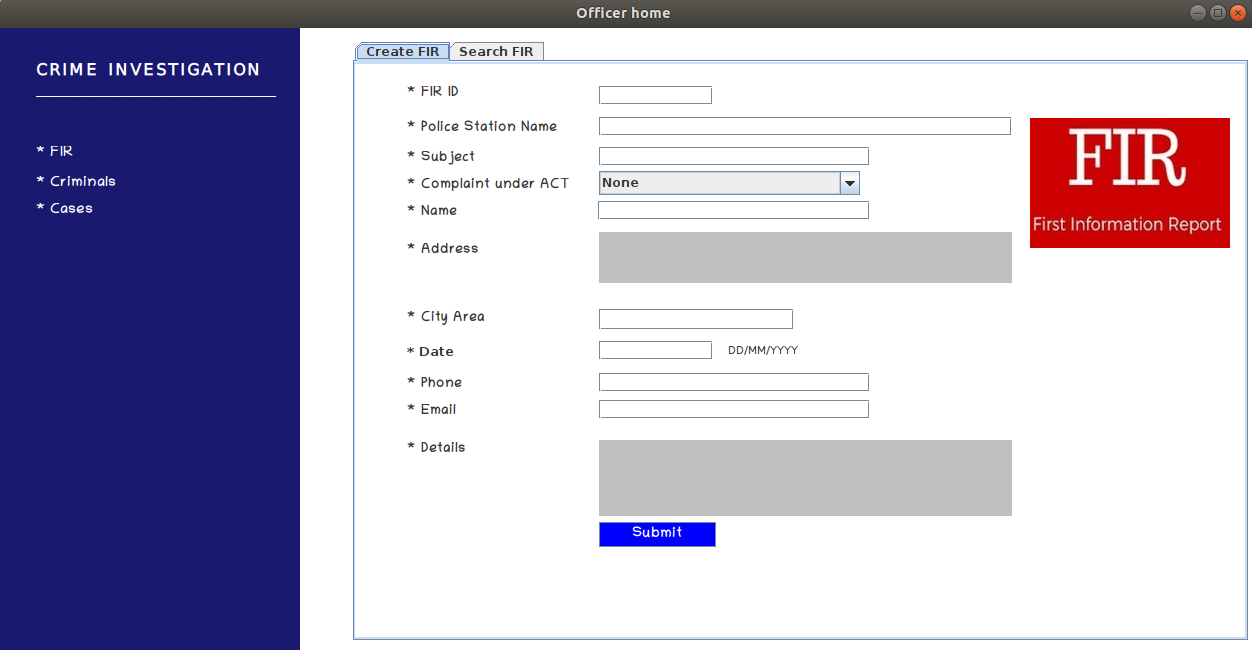 Officer home
CRIME INVESTIGATION
* FIR
* Criminals
* Cases
Create FIR Search FIR
* FIR ID
* Police Station Name
* Subject
* Complaint under ACT None
* Name
* Address
* City Area
* Date DD/MM/YYYY
* Phone
* Email
* Details
Submit
FIR
First Information Report